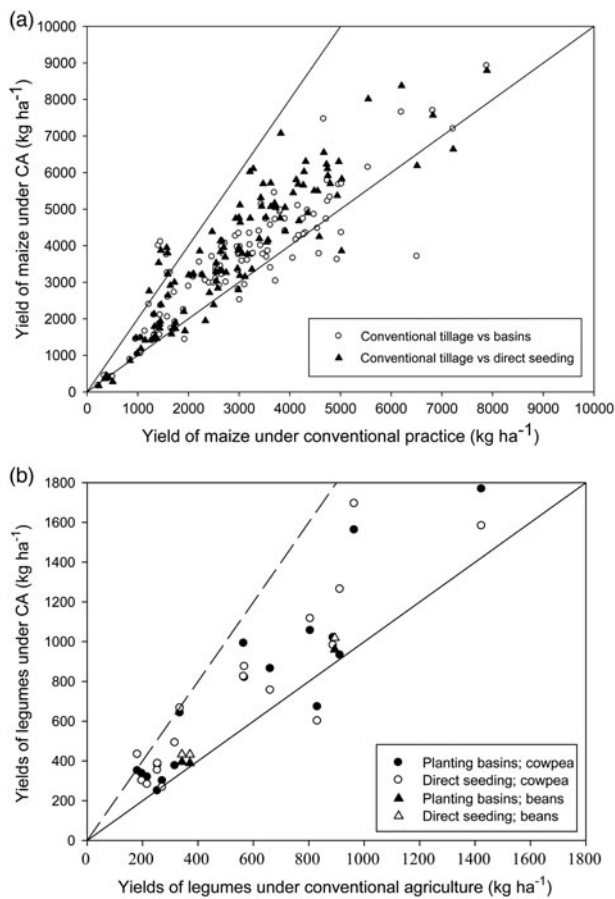 (a)
10000
9000
8000
7000
6000
5000
4000
3000
2000
1000
0
Yield of maize under CA (kg ha-1)
Conventional tillage vs basins
Conventional tillage vs direct seeding
0 1000 2000 3000 4000 5000 6000 7000 8000 10000
Yield of maize under conventional practice (kg ha-1)
(b)
1800
1600
1400
1200
1000
800
600
400
200
0
Yields of legumes under CA (kg ha-1)
Planting basins; cowpea
Direct seeding; cowpea
Planting basins; beans
Direct seeding; beans
0 200 400 600 800 1000 1200 1400 1600 1800
Yields of legumes under conventional agriculture (kg ha-1)